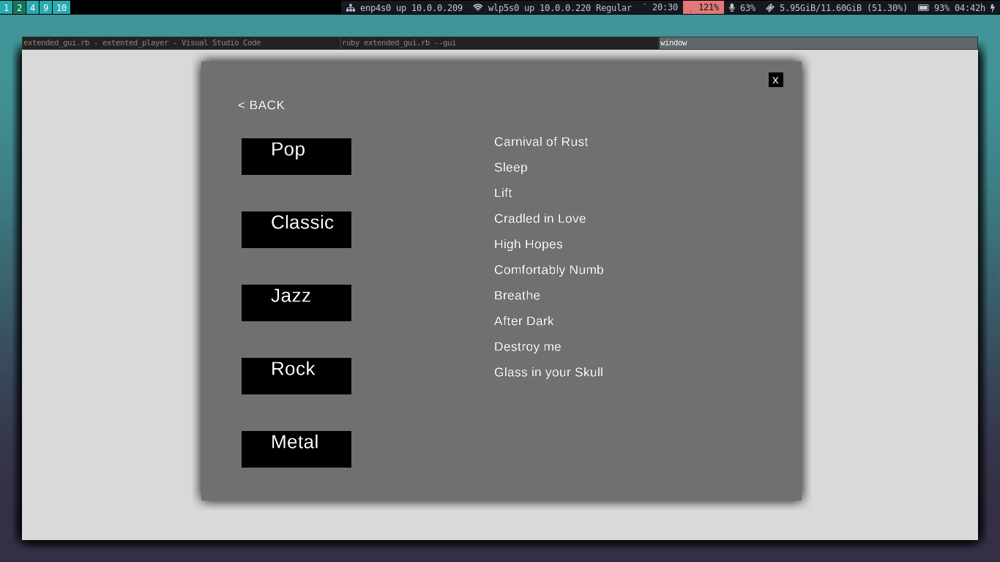 1 2 4 9 10 enp4s0 up 10.0.0.209 wlp5s0 up 10.0.0.220 Regular 20:30 121% 63% 5.95GiB/11.60GiB (51.30%) 93% 04:42h
extended_gui.rb - extented_player - Visual Studio Code ruby extended_gui.rb --gui window
X
< BACK
Pop
Classic
Jazz
Rock
Metal
Carnival of Rust
Sleep
Lift
Cradled in Love
High Hopes
Comfortably Numb
Breathe
After Dark
Destroy me
Glass in your Skull